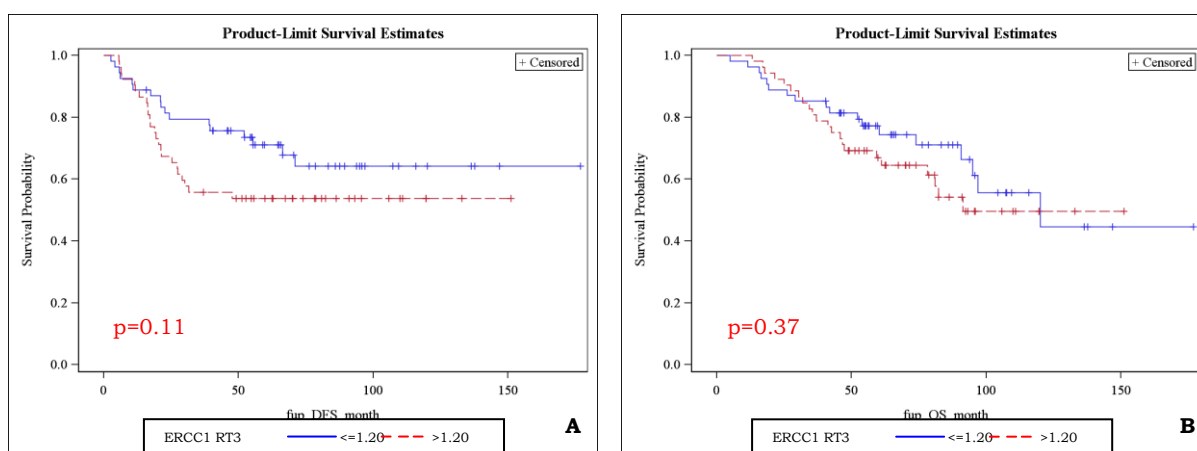 Product-Limit Survival Estimates
+ Censored
1.0
0.8
0.6
0.4
0.2
0.0
Survival Probability
p=0.11
0 50 100 150
fup_DFS_month
ERCC1 RT3 <=1.20 >1.20
A
Product-Limit Survival Estimates
+ Censored
1.0
0.8
0.6
0.4
0.2
0.0
Survival Probability
p=0.37
0 50 100 150
fup_OS_month
ERCC1 RT3 <=1.20 >1.20
B